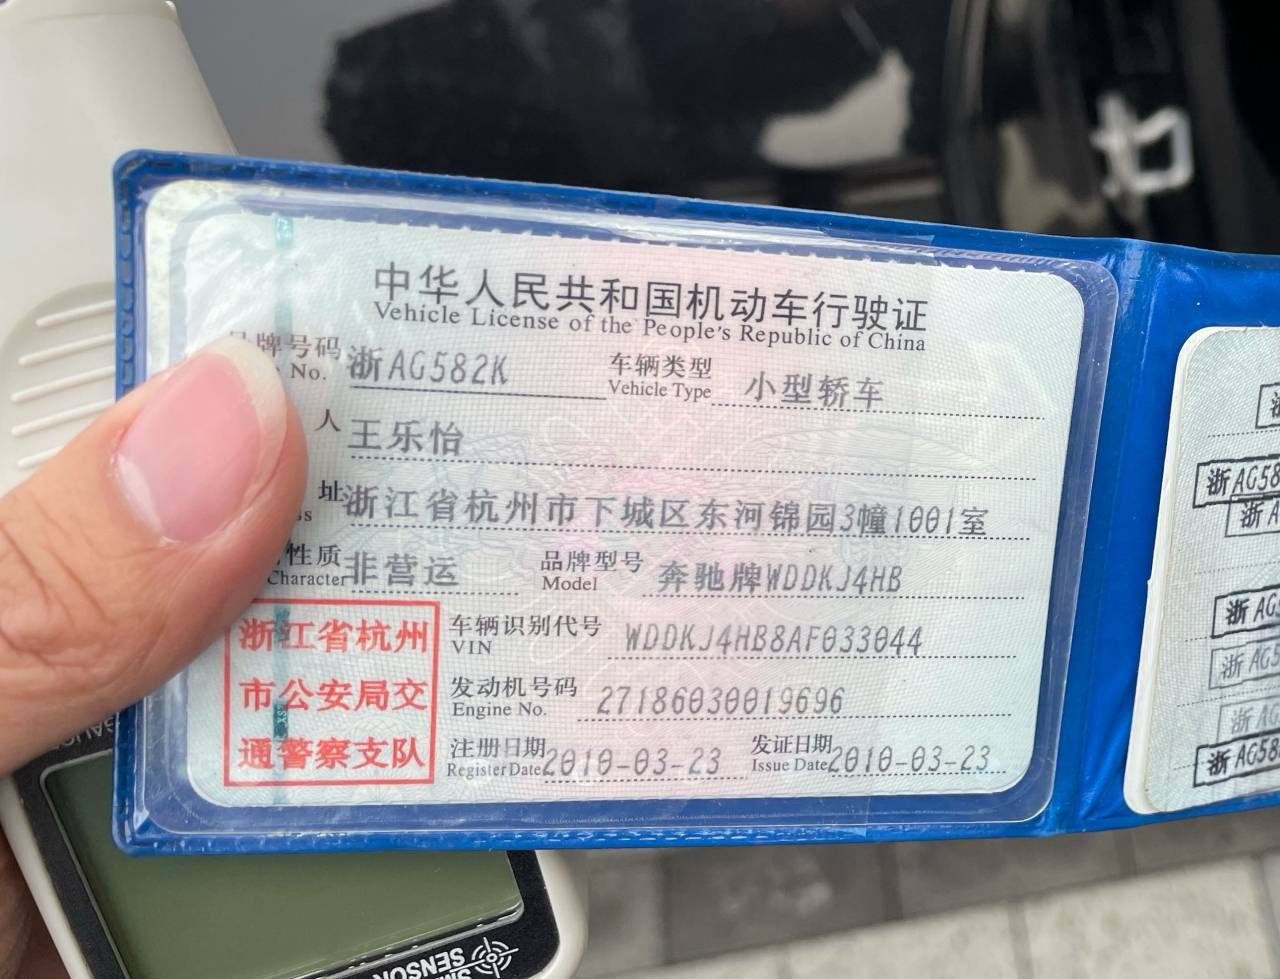 中华人民共和国机动车行驶证
Vehicle License of the People's Republic of China
牌号码 浙AG582K 车辆类型 小型轿车
No. Vehicle Type
人 王乐怡
址 浙江省杭州市下城区东河锦园3幢1001室
性质 非营运 品牌型号 奔驰牌WDDKJ4HB
Character Model
浙江省杭州
市公安局交
通警察支队
车辆识别代号 WDDKJ4HB8AF033044
VIN
发动机号码 27186030019696
Engine No.
注册日期 2010-03-23 发证日期 2010-03-23
Register Date Issue Date
浙AG58
浙A
浙AG
浙AG5
浙AG
浙AG58
SENSOR